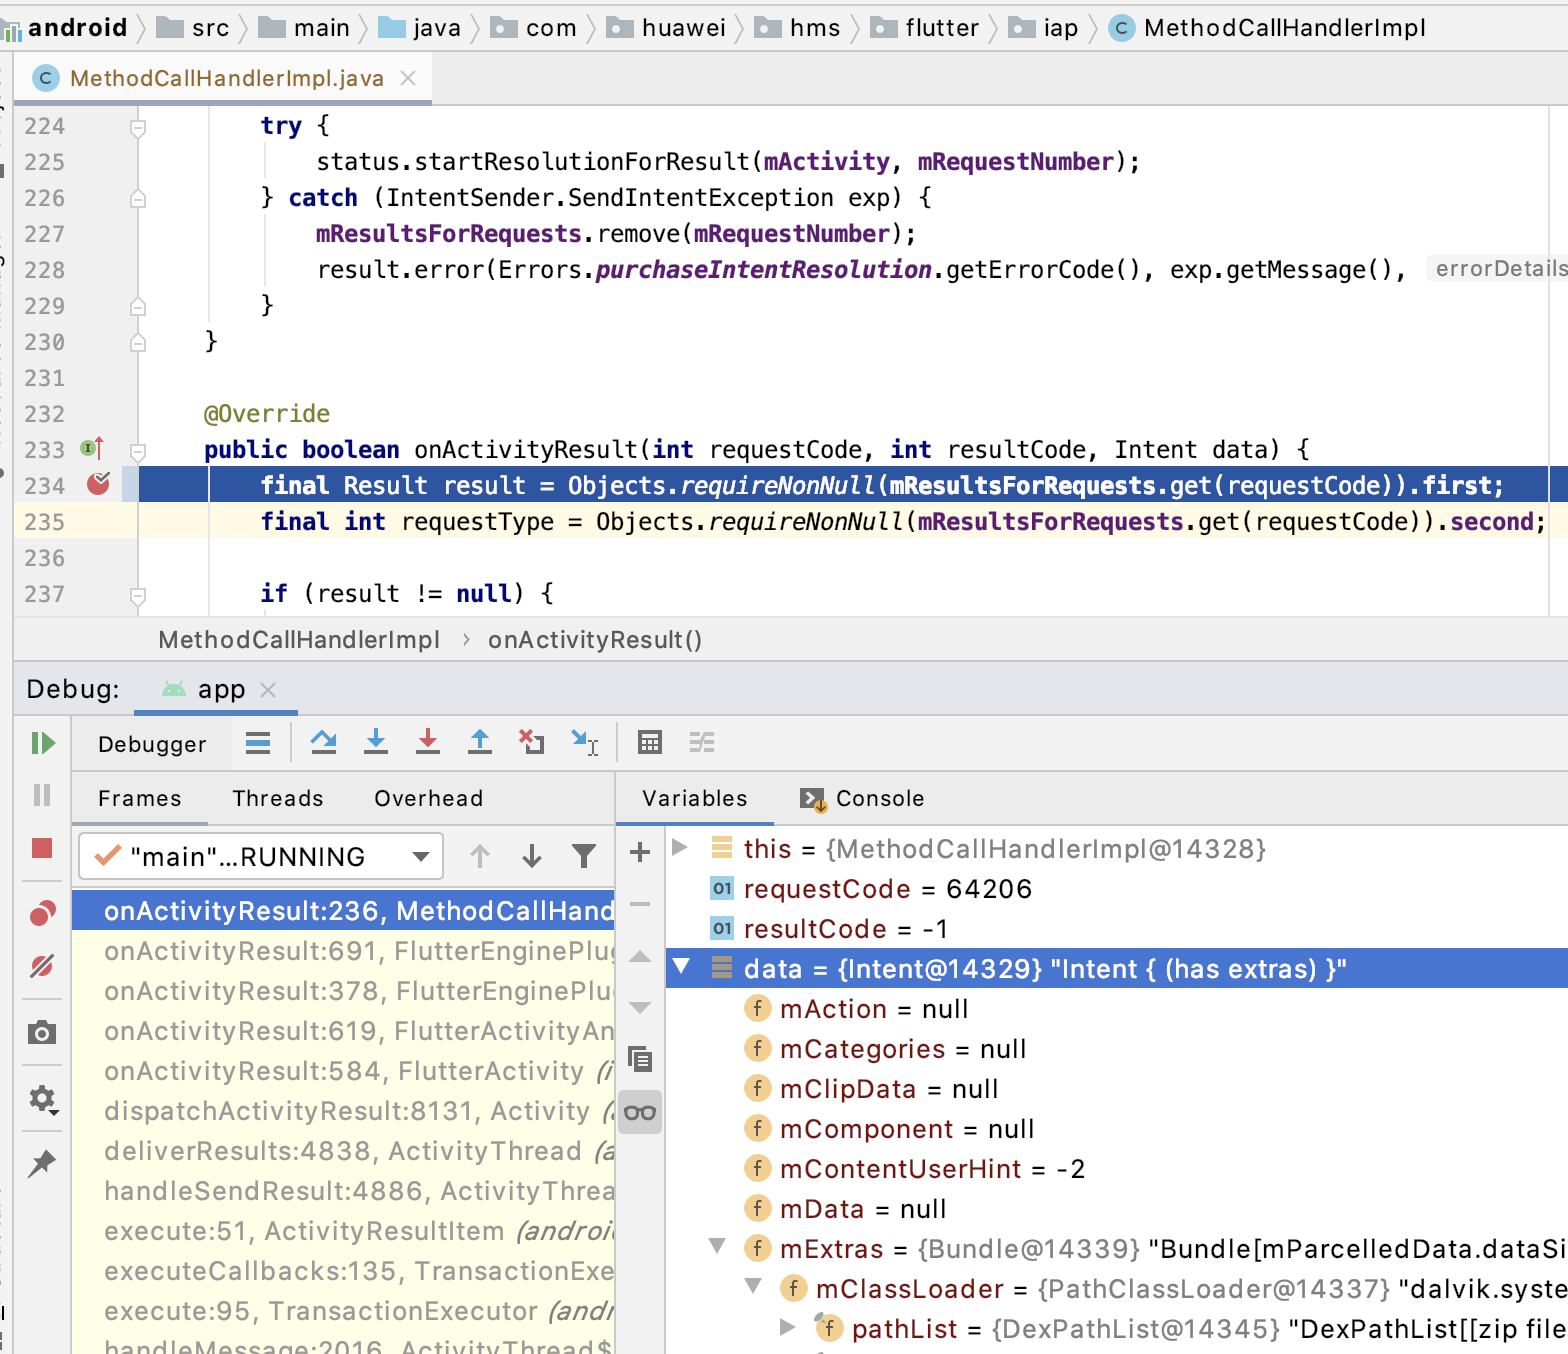 android src main java com huawei hms flutter iap MethodCallHandlerImpl
MethodCallHandlerImpl.java
224 try {
225 status.startResolutionForResult(mActivity, mRequestNumber);
226 } catch (IntentSender.SendIntentException exp) {
227 mResultsForRequests.remove(mRequestNumber);
228 result.error(Errors.purchaseIntentResolution.getErrorCode(), exp.getMessage(), errorDetails
229 }
230 }
231
232 @Override
233 public boolean onActivityResult(int requestCode, int resultCode, Intent data) {
234 final Result result = Objects.requireNonNull(mResultsForRequests.get(requestCode)).first;
235 final int requestType = Objects.requireNonNull(mResultsForRequests.get(requestCode)).second;
236
237 if (result != null) {
MethodCallHandlerImpl › onActivityResult()
Debug: app
Debugger
Frames Threads Overhead
Variables Console
"main"...RUNNING
onActivityResult:236, MethodCallHand
onActivityResult:691, FlutterEnginePlug
onActivityResult:378, FlutterEnginePlu
onActivityResult:619, FlutterActivityAn
onActivityResult:584, FlutterActivity (i
dispatchActivityResult:8131, Activity (a
deliverResults:4838, ActivityThread (a
handleSendResult:4886, ActivityThrea
execute:51, ActivityResultItem (androi
executeCallbacks:135, TransactionExe
execute:95, TransactionExecutor (andr
handleMessage:2016, ActivityThread$
this = {MethodCallHandlerImpl@14328}
01 requestCode = 64206
01 resultCode = -1
data = {Intent@14329} "Intent { (has extras) }"
f mAction = null
f mCategories = null
f mClipData = null
f mComponent = null
f mContentUserHint = -2
f mData = null
f mExtras = {Bundle@14339} "Bundle[mParcelledData.dataSi
f mClassLoader = {PathClassLoader@14337} "dalvik.syste
f pathList = {DexPathList@14345} "DexPathList[[zip file